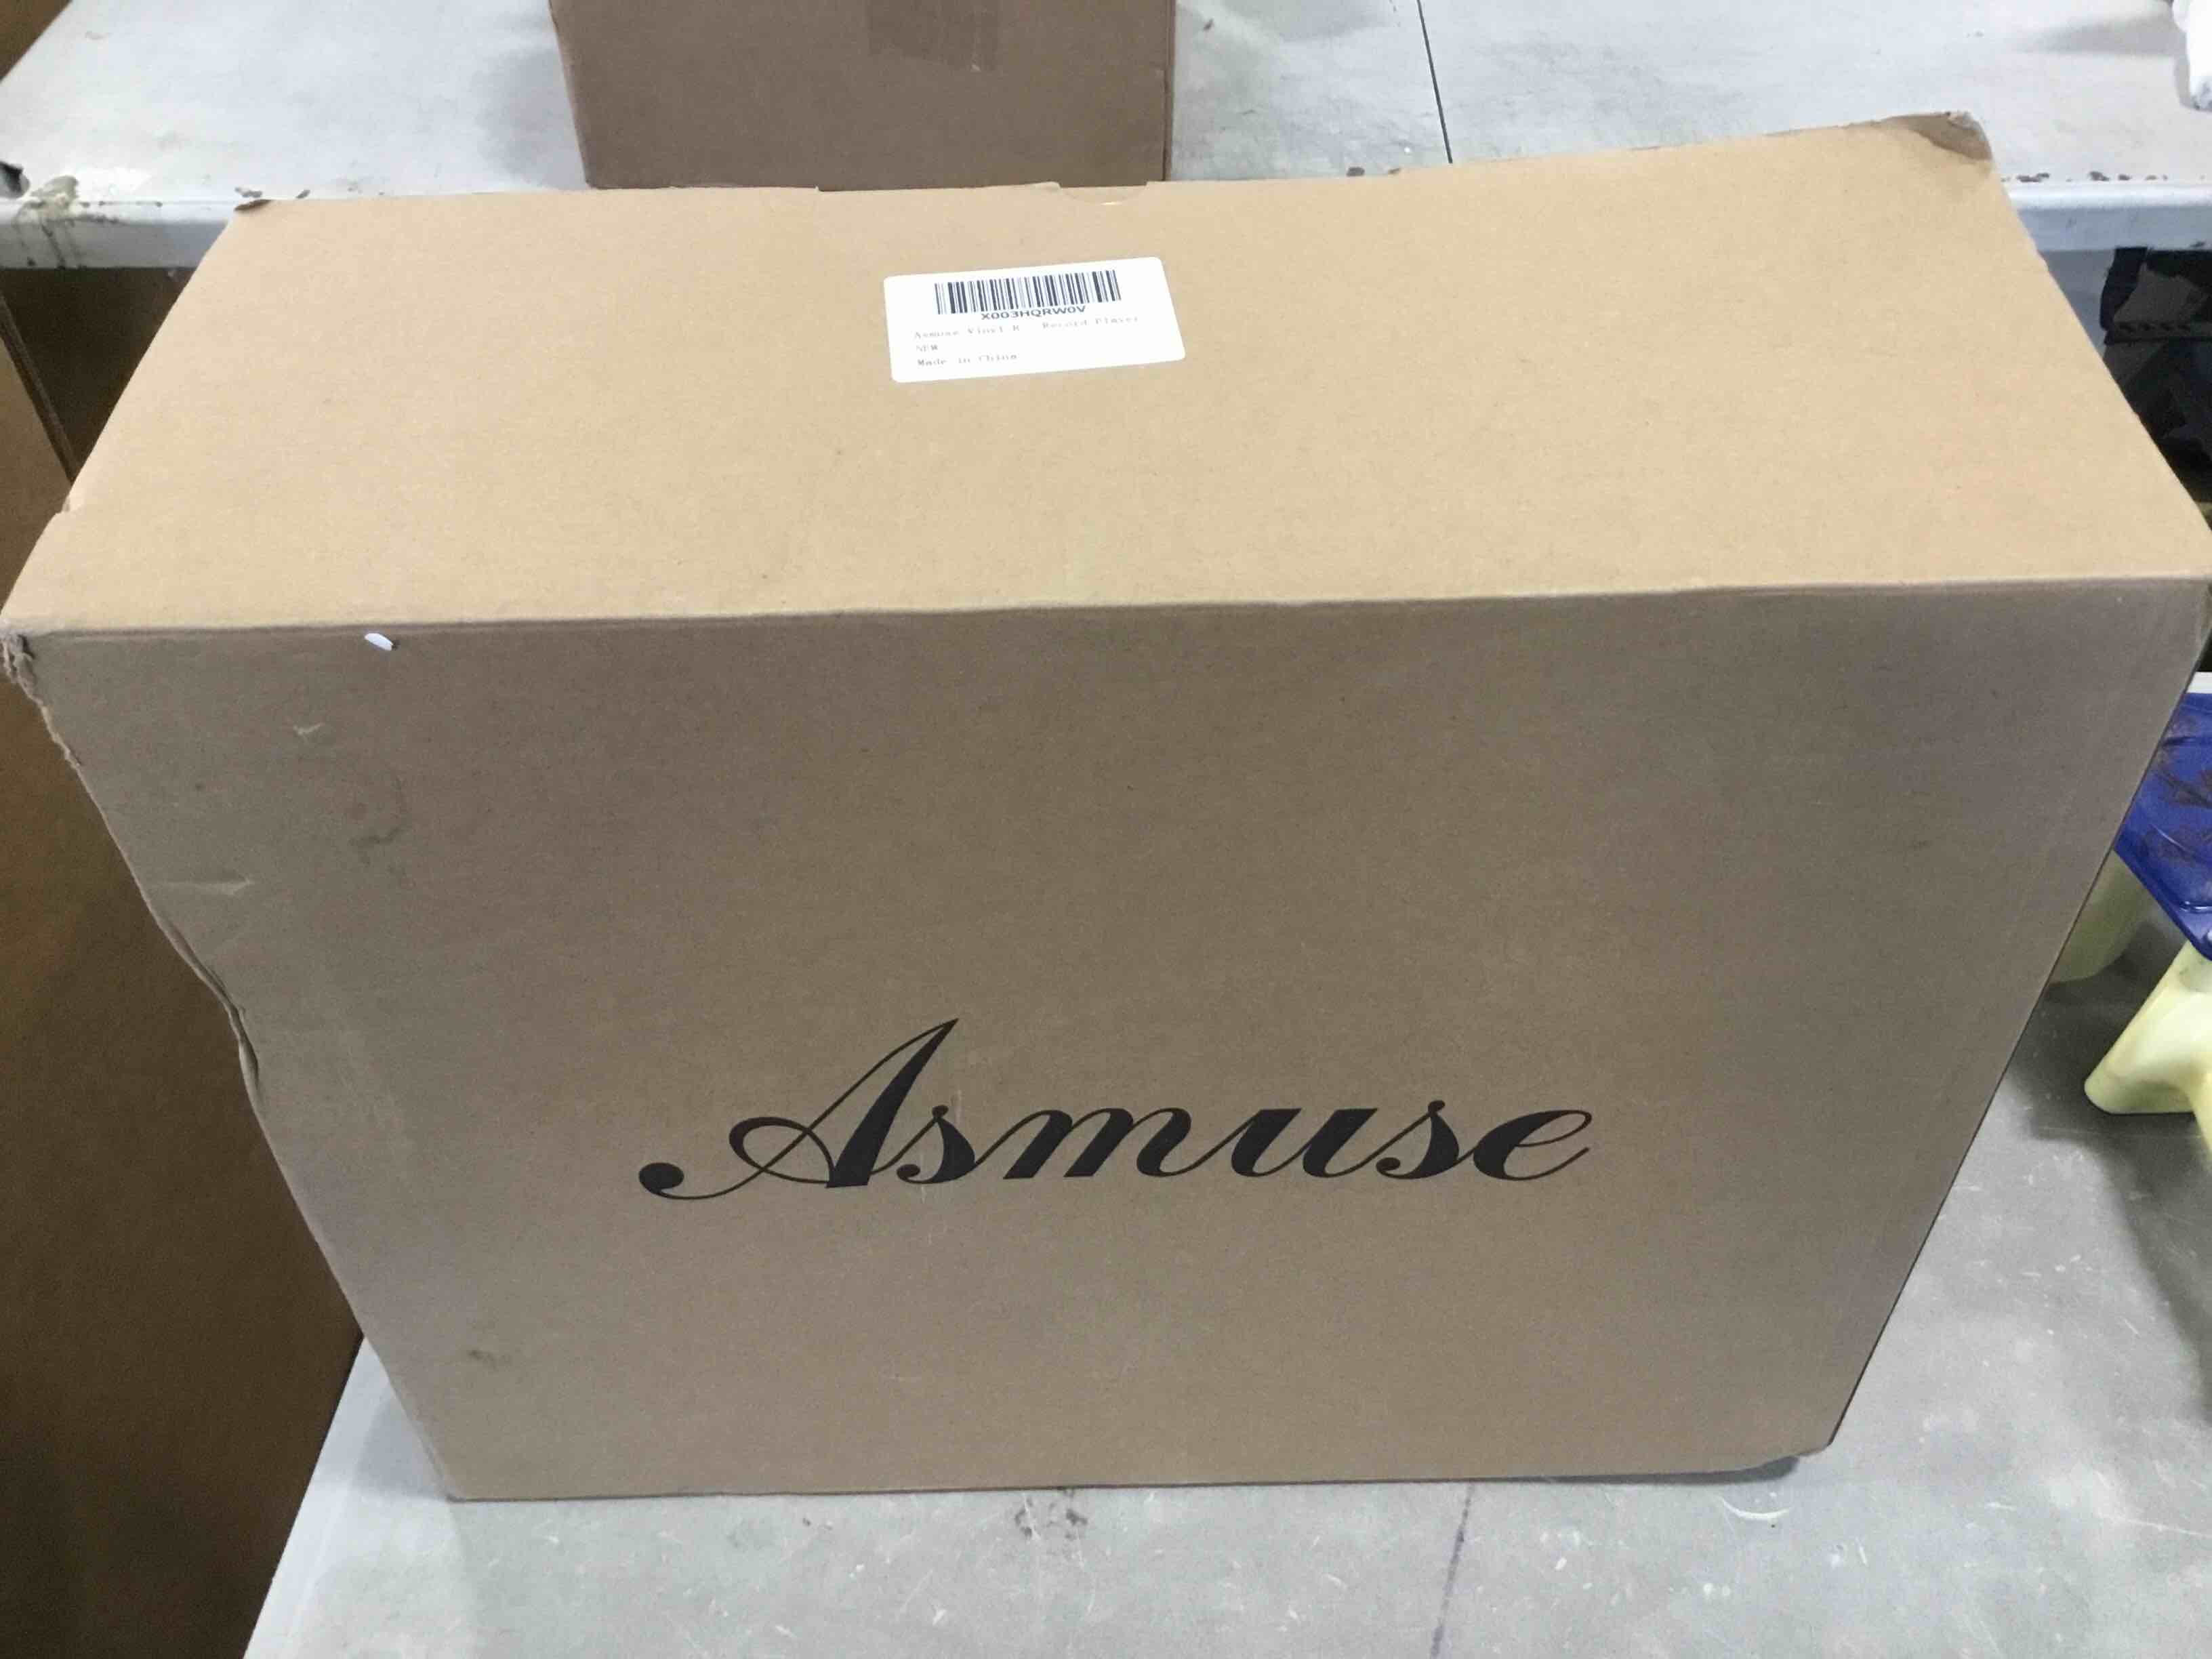 X003HQRW0V
Asmuse Vinyl R...Record Player
NEW
Made in China
Asmuse